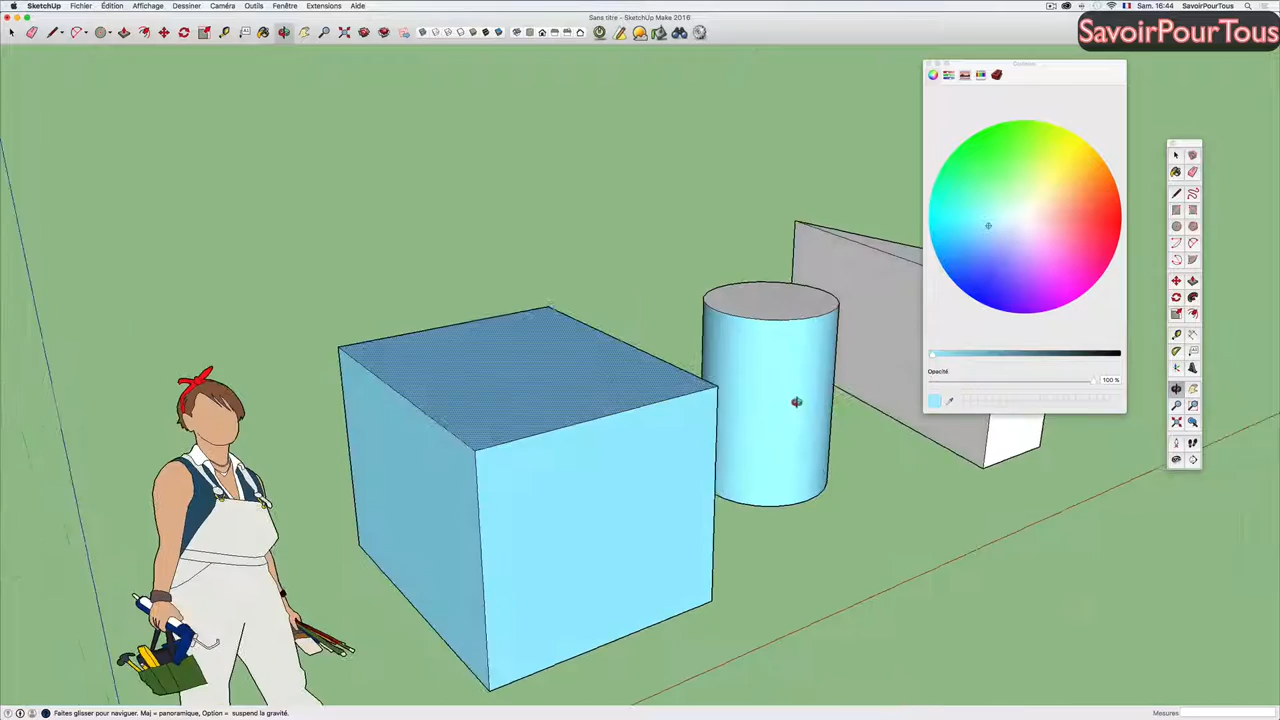 SketchUp Fichier Édition Affichage Dessiner Caméra Outils Fenêtre Extensions Aide
Sam. 16:44 SavoirPourTous
Sans titre - SketchUp Make 2016
SavoirPourTous
Opacité
100 %
Faites glisser pour naviguer. Maj = panoramique, Option = suspend la gravité.
Mesures